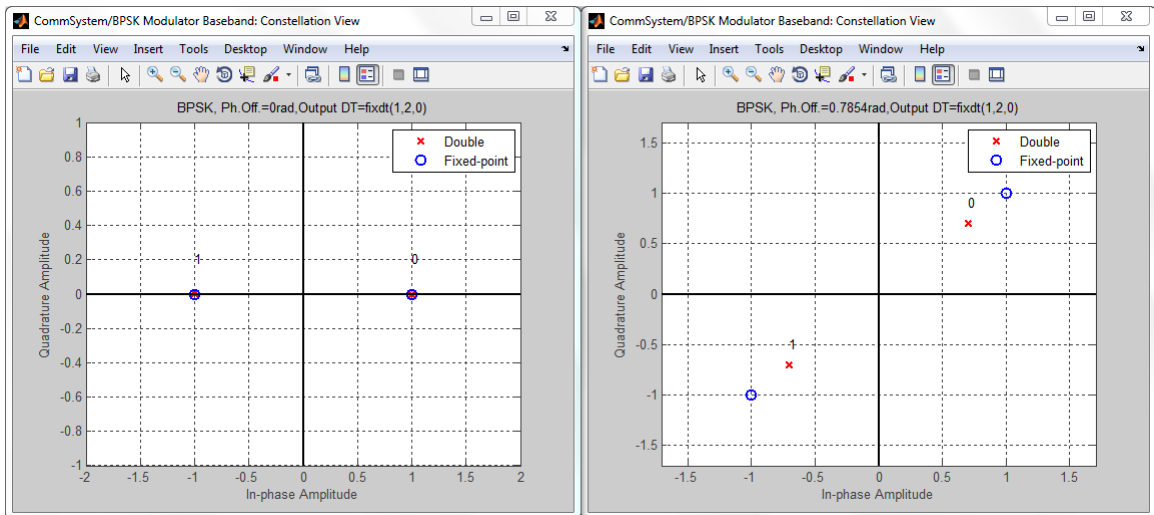 CommSystem/BPSK Modulator Baseband: Constellation View
File Edit View Insert Tools Desktop Window Help
BPSK, Ph.Off.=0rad,Output DT=fixdt(1,2,0)
Double
Fixed-point
Quadrature Amplitude
1
0.8
0.6
0.4
0.2
0
-0.2
-0.4
-0.6
-0.8
-1
1
0
-2 -1.5 -1 -0.5 0 0.5 1 1.5 2
In-phase Amplitude
CommSystem/BPSK Modulator Baseband: Constellation View
File Edit View Insert Tools Desktop Window Help
BPSK, Ph.Off.=0.7854rad,Output DT=fixdt(1,2,0)
Double
Fixed-point
Quadrature Amplitude
1.5
1
0.5
0
-0.5
-1
-1.5
0
1
-1.5 -1 -0.5 0 0.5 1 1.5
In-phase Amplitude